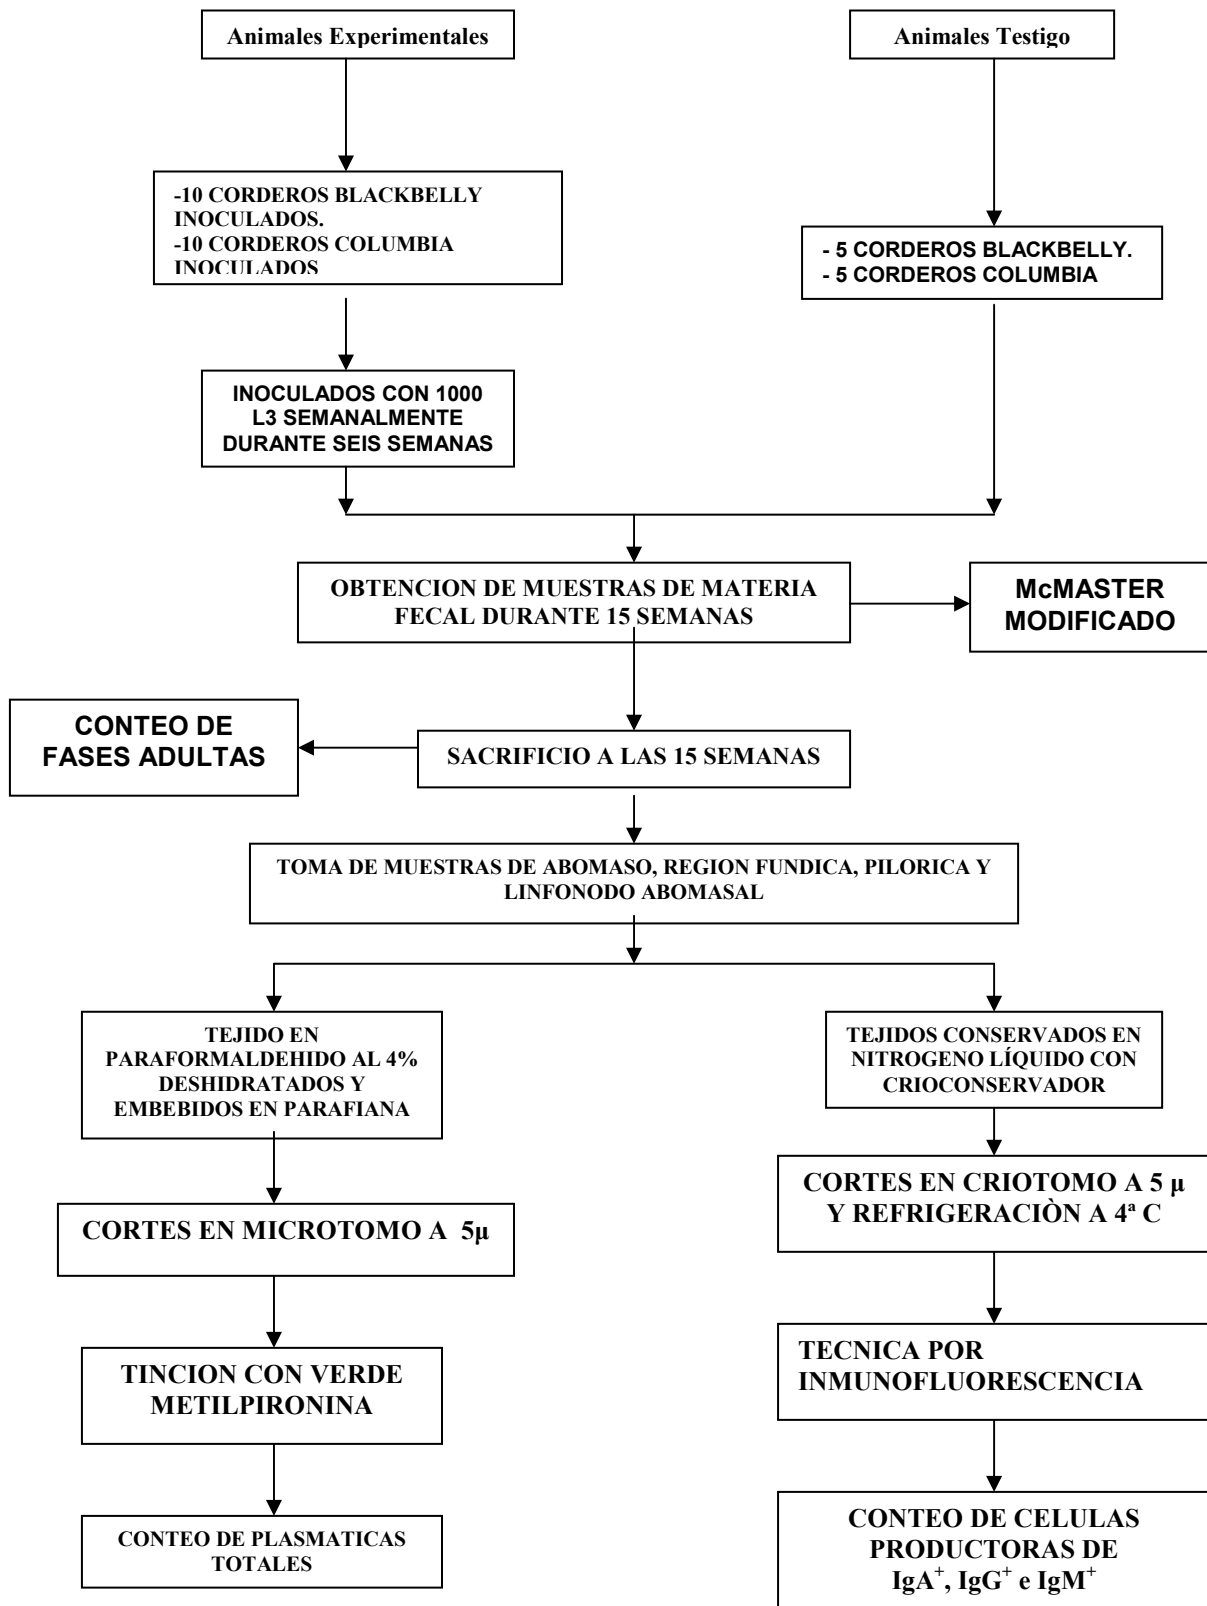 Animales Experimentales
Animales Testigo
-10 CORDEROS BLACKBELLY
INOCULADOS.
-10 CORDEROS COLUMBIA
INOCULADOS
- 5 CORDEROS BLACKBELLY.
- 5 CORDEROS COLUMBIA
INOCULADOS CON 1000
L3 SEMANALMENTE
DURANTE SEIS SEMANAS
OBTENCION DE MUESTRAS DE MATERIA
FECAL DURANTE 15 SEMANAS
McMASTER
MODIFICADO
CONTEO DE
FASES ADULTAS
SACRIFICIO A LAS 15 SEMANAS
TOMA DE MUESTRAS DE ABOMASO, REGION FUNDICA, PILORICA Y
LINFONODO ABOMASAL
TEJIDO EN
PARAFORMALDEHIDO AL 4%
DESHIDRATADOS Y
EMBEBIDOS EN PARAFIANA
TEJIDOS CONSERVADOS EN
NITROGENO LÍQUIDO CON
CRIOCONSERVADOR
CORTES EN MICROTOMO A  5µ
CORTES EN CRIOTOMO A 5 µ
Y REFRIGERACIÒN A 4ª C
TINCION CON VERDE
METILPIRONINA
TECNICA POR
INMUNOFLUORESCENCIA
CONTEO DE PLASMATICAS
TOTALES
CONTEO DE CELULAS
PRODUCTORAS DE
IgA⁺, IgG⁺ e IgM⁺